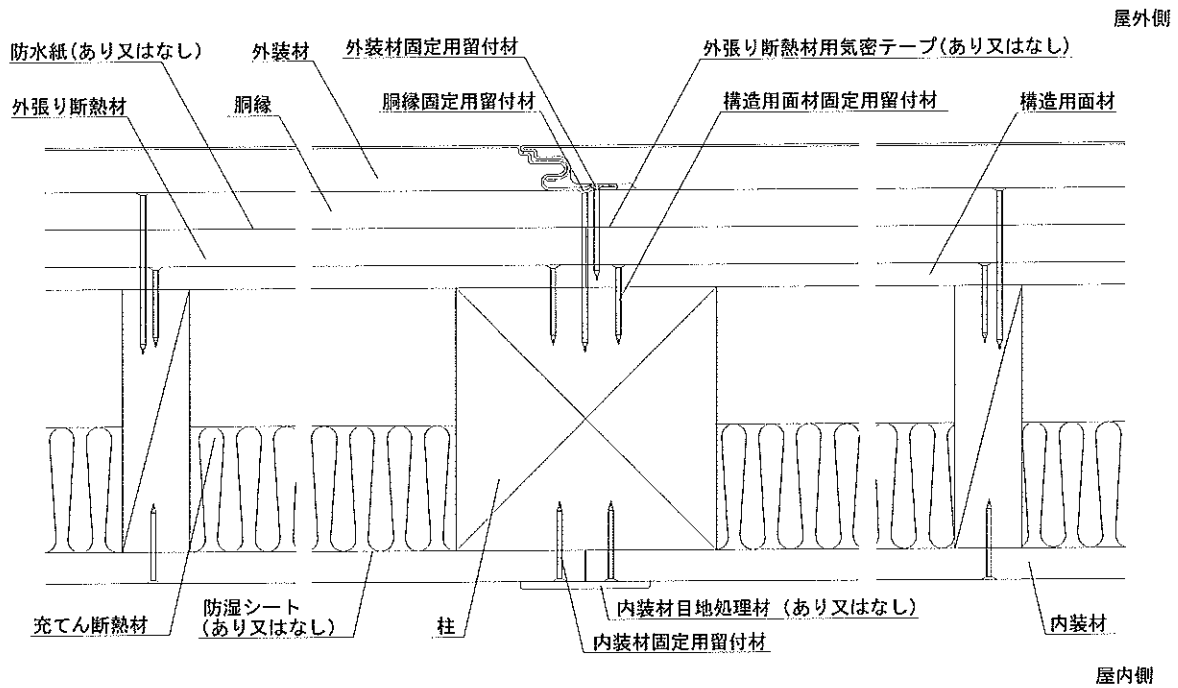 屋外側
防水紙(あり又はなし)
外装材
外装材固定用留付材
外張り断熱材用気密テープ(あり又はなし)
外張り断熱材
胴縁
胴縁固定用留付材
構造用面材固定用留付材
構造用面材
充てん断熱材
防湿シート
(あり又はなし)
柱
内装材目地処理材 (あり又はなし)
内装材固定用留付材
内装材
屋内側